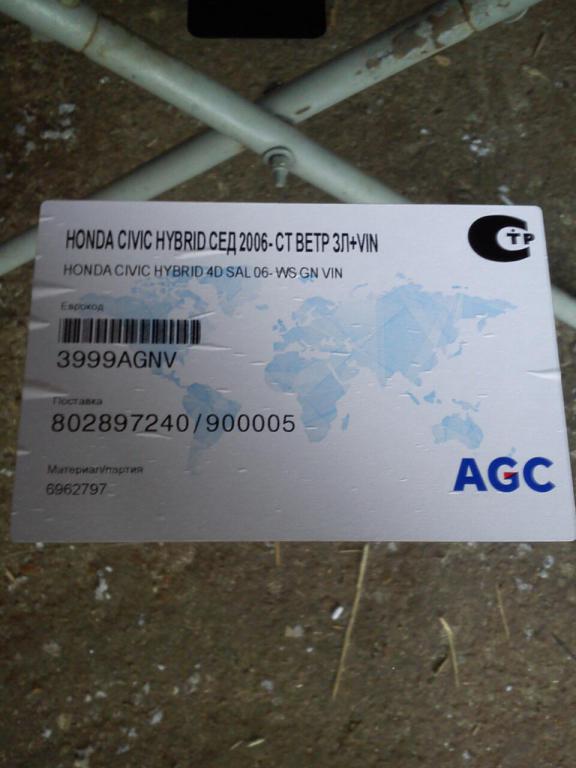 HONDA CIVIC HYBRID СЕД 2006- СТ ВЕТР ЗЛ+VIN
HONDA CIVIC HYBRID 4D SAL 06- WS GN VIN
Еврокод
3999AGNV
Поставка
802897240/900005
Материал/партия
6962797
СТР
AGC